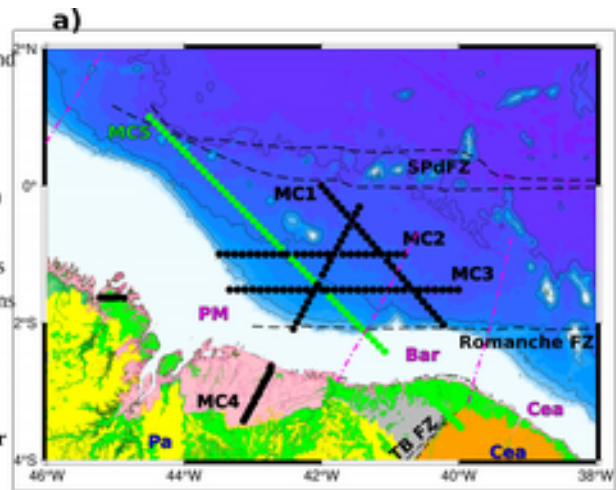 a)
2°N
MC5
SPdFZ
0°
MC1
MC2
MC3
PM
2°S
Romanche FZ
Bar
MC4
Cea
Pa
TB FZ
Cea
4°S
46°W
44°W
42°W
40°W
38°W